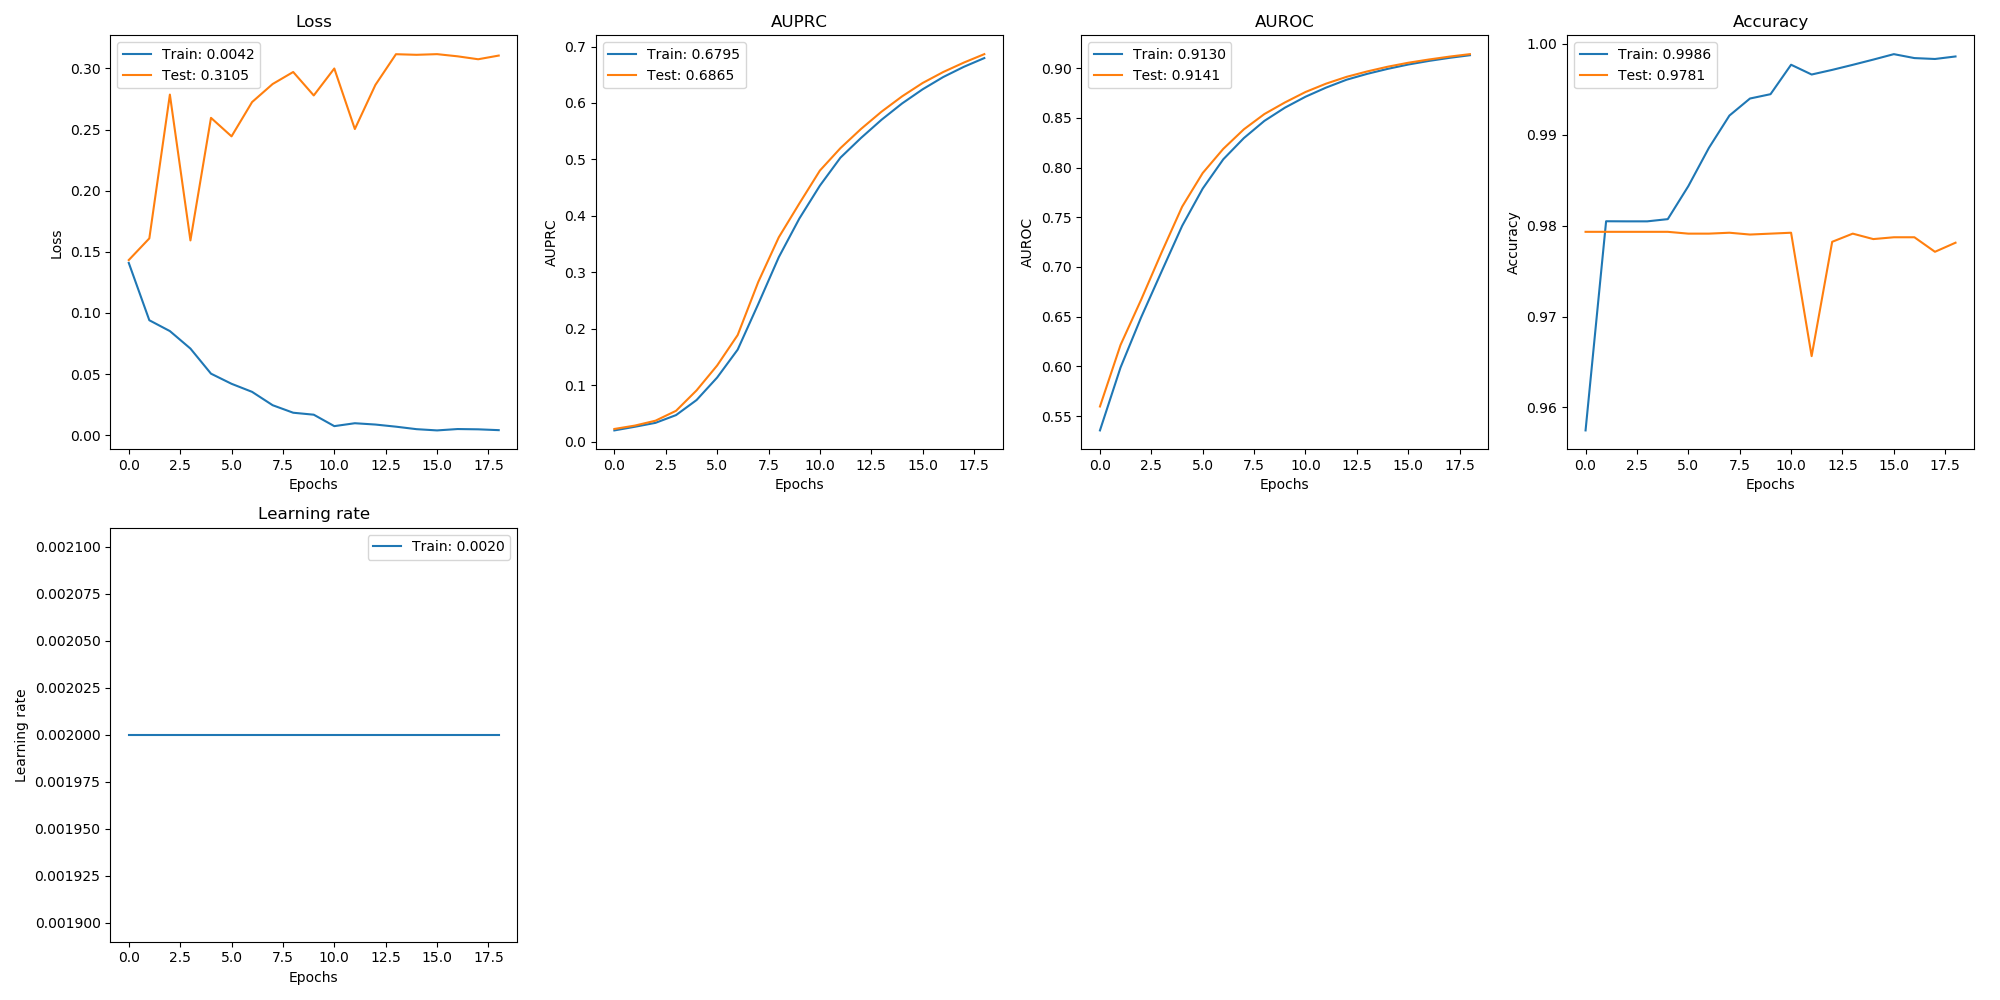 Loss
Train: 0.0042
Test: 0.3105
0.30
0.25
0.20
0.15
0.10
0.05
0.00
Loss
0.0 2.5 5.0 7.5 10.0 12.5 15.0 17.5
Epochs
AUPRC
Train: 0.6795
Test: 0.6865
0.7
0.6
0.5
0.4
0.3
0.2
0.1
0.0
AUPRC
0.0 2.5 5.0 7.5 10.0 12.5 15.0 17.5
Epochs
AUROC
Train: 0.9130
Test: 0.9141
0.90
0.85
0.80
0.75
0.70
0.65
0.60
0.55
AUROC
0.0 2.5 5.0 7.5 10.0 12.5 15.0 17.5
Epochs
Accuracy
Train: 0.9986
Test: 0.9781
1.00
0.99
0.98
0.97
0.96
Accuracy
0.0 2.5 5.0 7.5 10.0 12.5 15.0 17.5
Epochs
Learning rate
Train: 0.0020
0.002100
0.002075
0.002050
0.002025
0.002000
0.001975
0.001950
0.001925
0.001900
Learning rate
0.0 2.5 5.0 7.5 10.0 12.5 15.0 17.5
Epochs